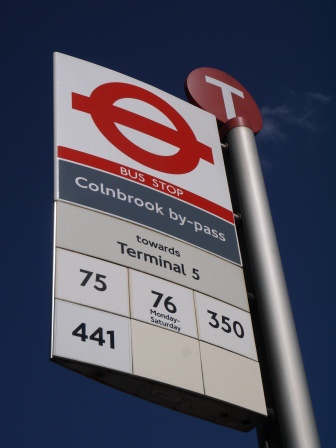 T
BUS STOP
Colnbrook by-pass
towards
Terminal 5
75 76 350
Monday-
Saturday
441